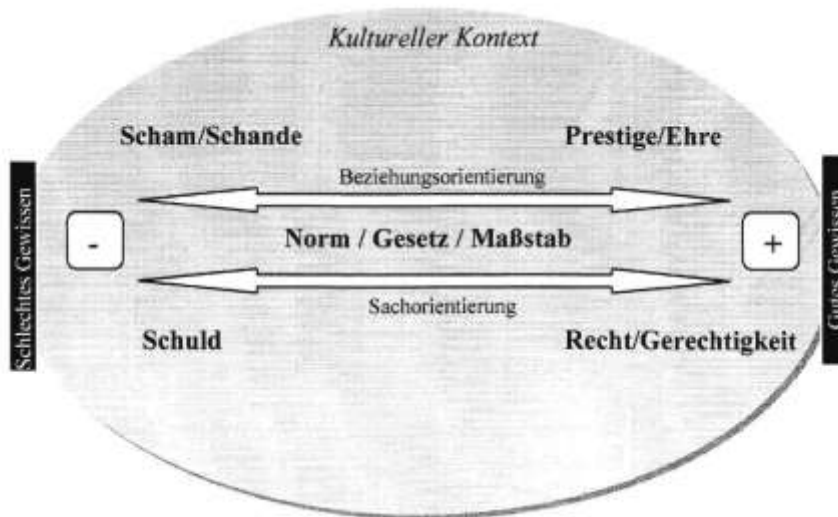 Kultureller Kontext
Scham/Schande
Prestige/Ehre
Beziehungsorientierung
Schlechtes Gewissen
-
Norm / Gesetz / Maßstab
+
Gutes Gewissen
Sachorientierung
Schuld
Recht/Gerechtigkeit